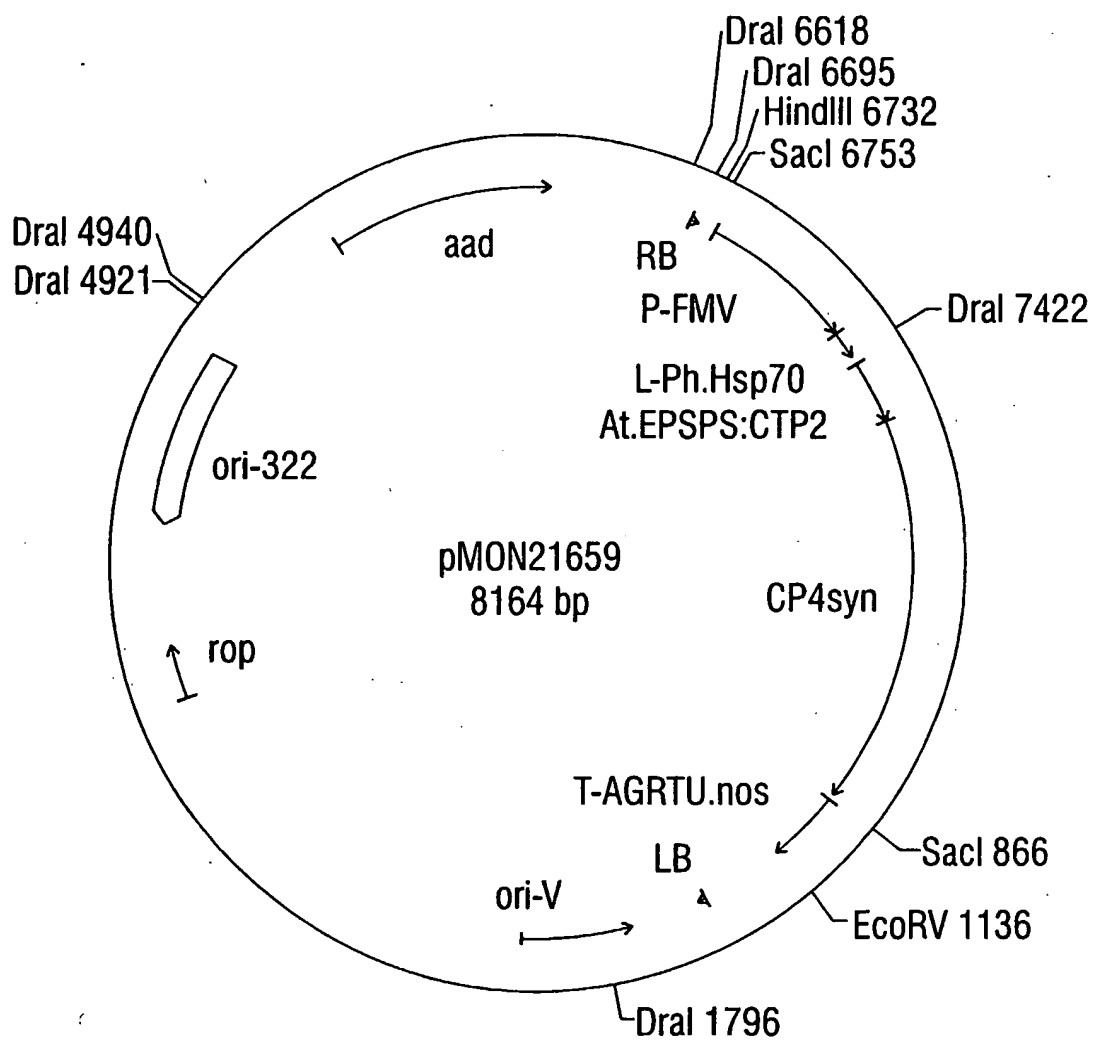 DraI 6618
DraI 6695
HindIII 6732
SacI 6753
DraI 4940
DraI 4921
aad
RB
P-FMV
DraI 7422
L-Ph.Hsp70
At.EPSPS:CTP2
ori-322
pMON21659
8164 bp
CP4syn
rop
T-AGRTU.nos
LB
SacI 866
ori-V
EcoRV 1136
DraI 1796